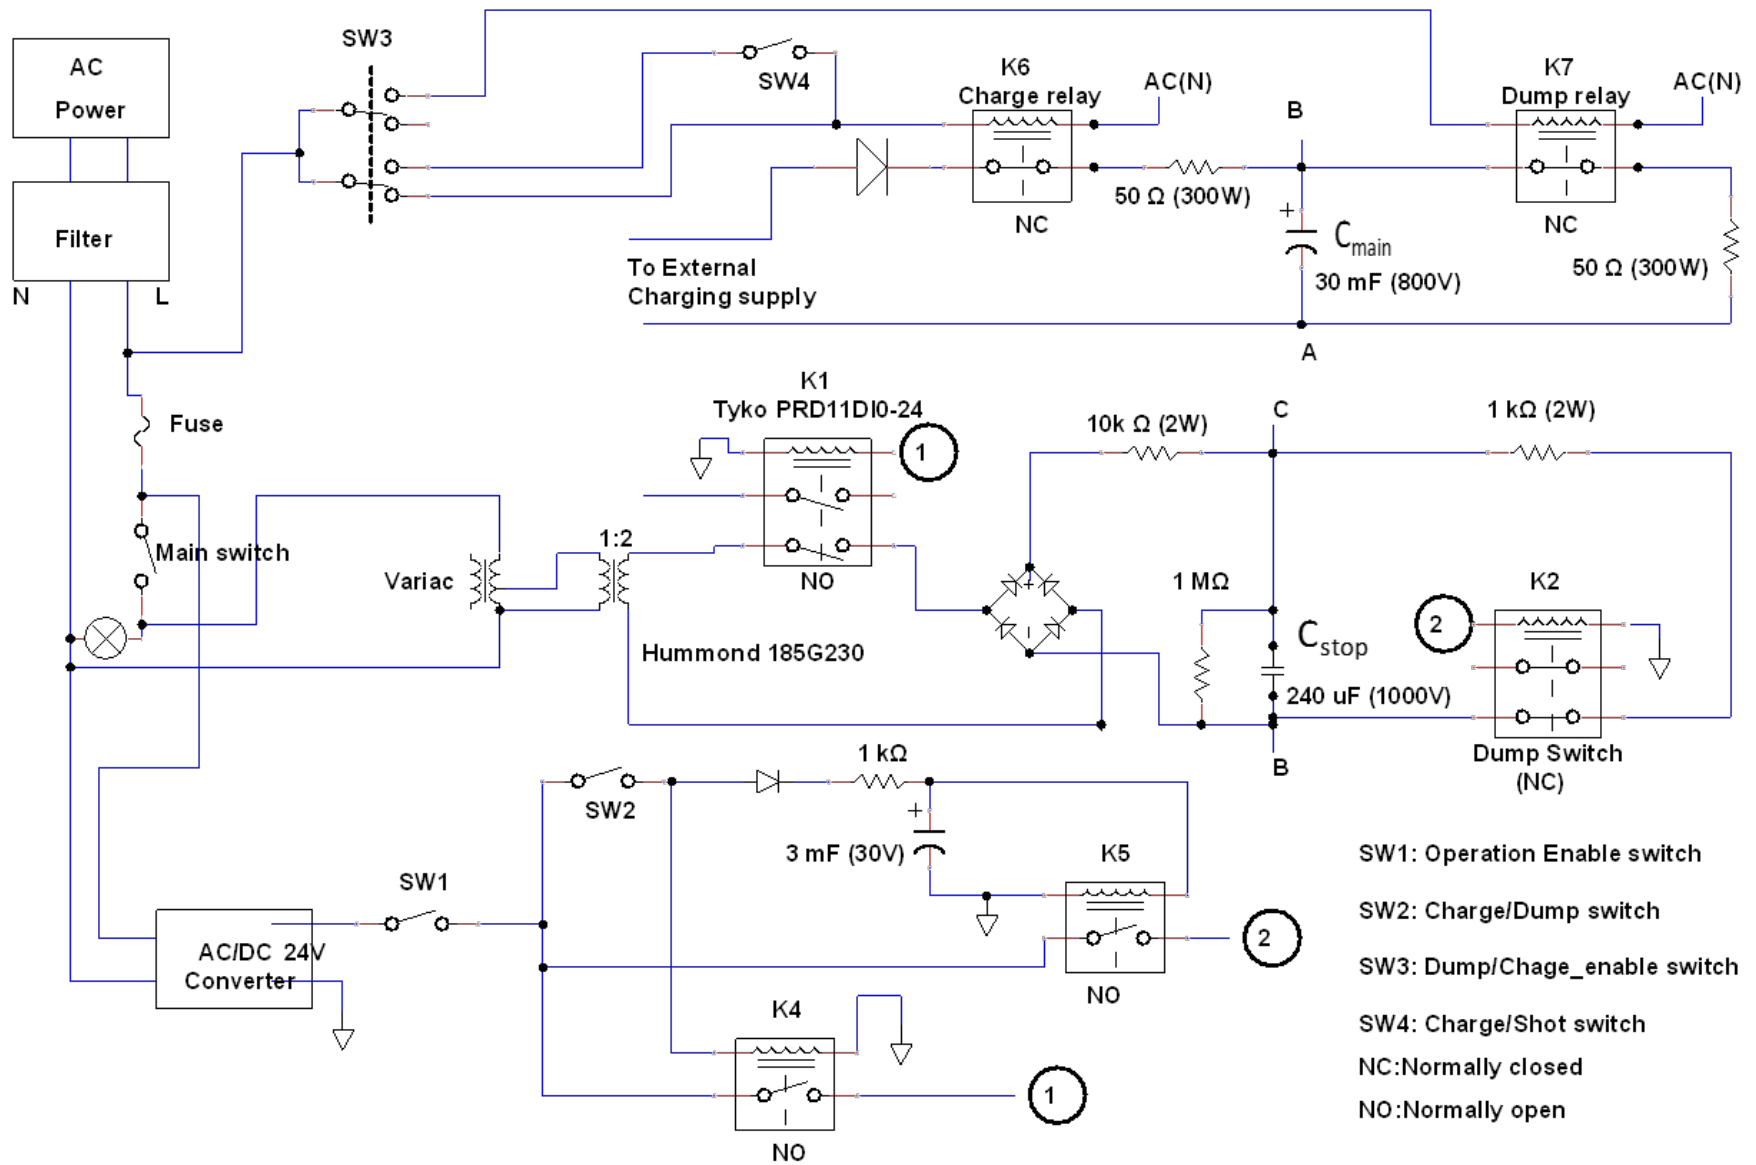 AC
Power
Filter
N
L
SW3
SW4
K6
Charge relay
AC(N)
NC
50 Ω (300W)
B
C main
30 mF (800V)
A
K7
Dump relay
AC(N)
NC
50 Ω (300W)
To External
Charging supply
Fuse
Main switch
Variac
1:2
Hummond 185G230
K1
Tyko PRD11DI0-24
1
NO
10k Ω (2W)
C
1 kΩ (2W)
1 MΩ
C stop
240 uF (1000V)
B
K2
2
Dump Switch
(NC)
AC/DC 24V
Converter
SW1
SW2
1 kΩ
+
3 mF (30V)
K5
NO
2
K4
NO
1
SW1: Operation Enable switch
SW2: Charge/Dump switch
SW3: Dump/Chage_enable switch
SW4: Charge/Shot switch
NC:Normally closed
NO:Normally open